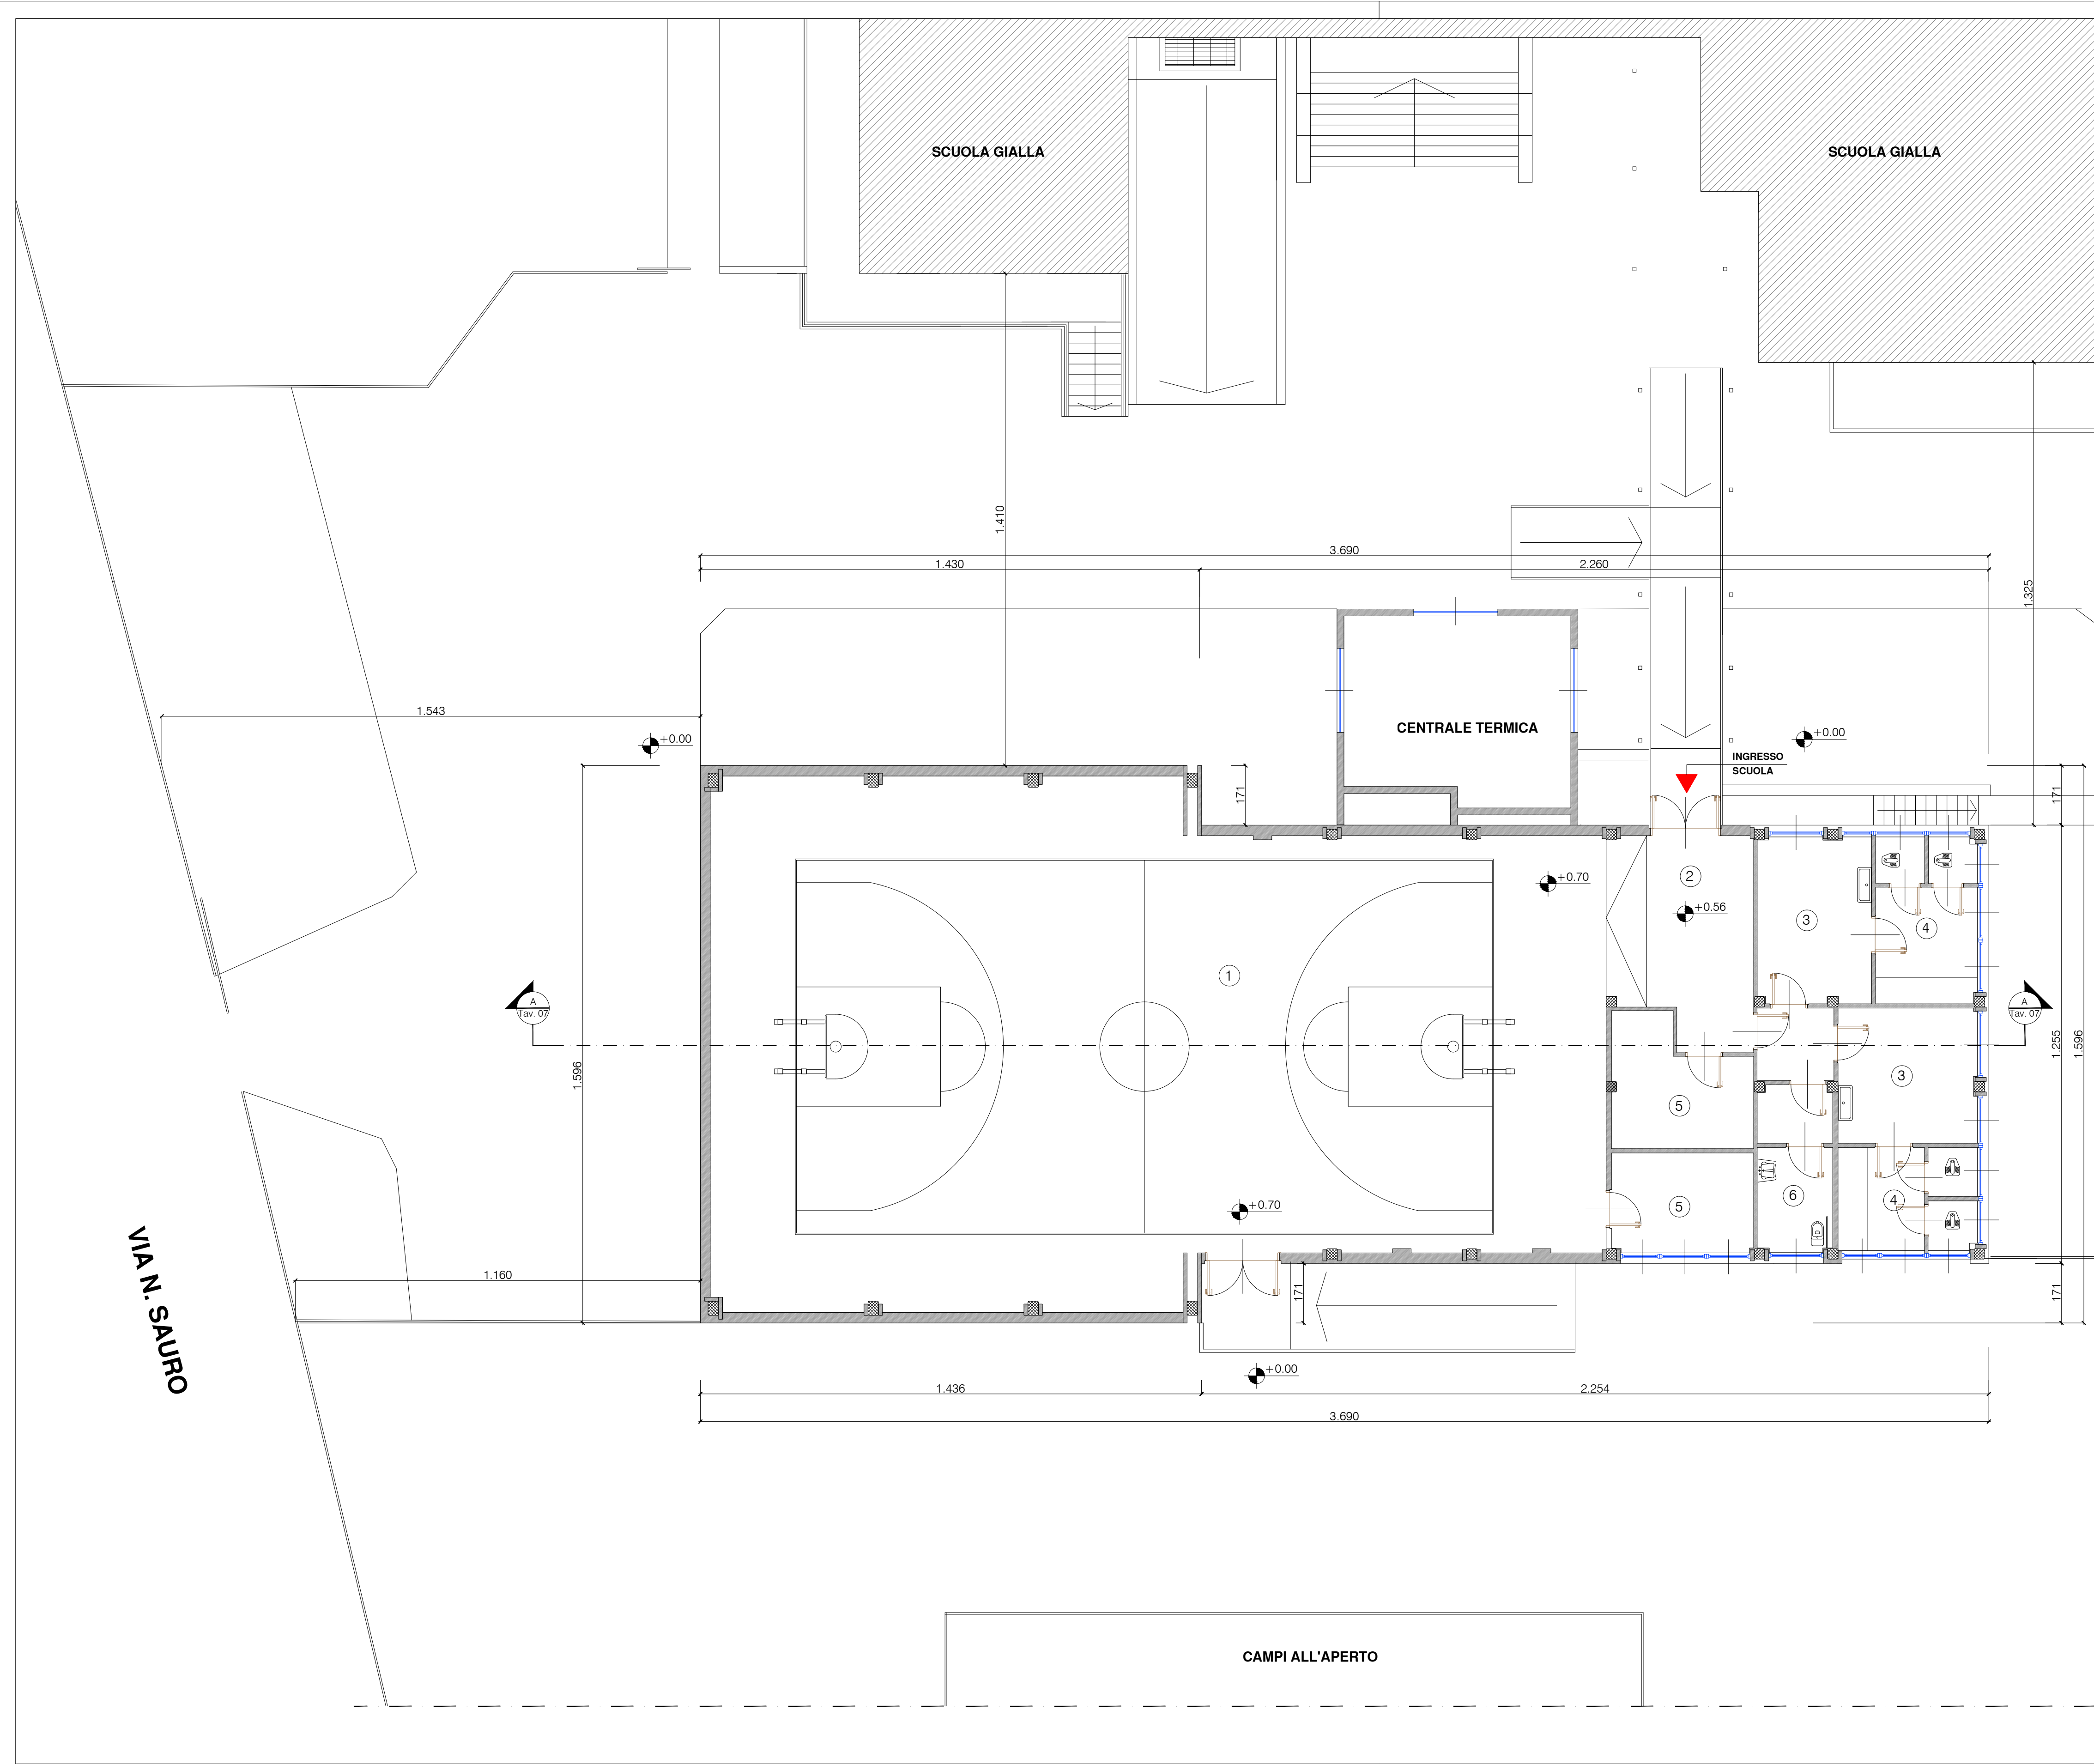 SCUOLA GIALLA
SCUOLA GIALLA
1.410
3.690
1.430
2.260
1.325
1.543
+0.00
CENTRALE TERMICA
+0.00
INGRESSO
SCUOLA
171
171
+0.70
2
+0.56
3
4
1
A
Tav. 07
A
Tav. 07
1.596
1.255
1.596
3
5
5
6
4
+0.70
VIA N. SAURO
1.160
171
171
+0.00
1.436
2.254
3.690
CAMPI ALL'APERTO